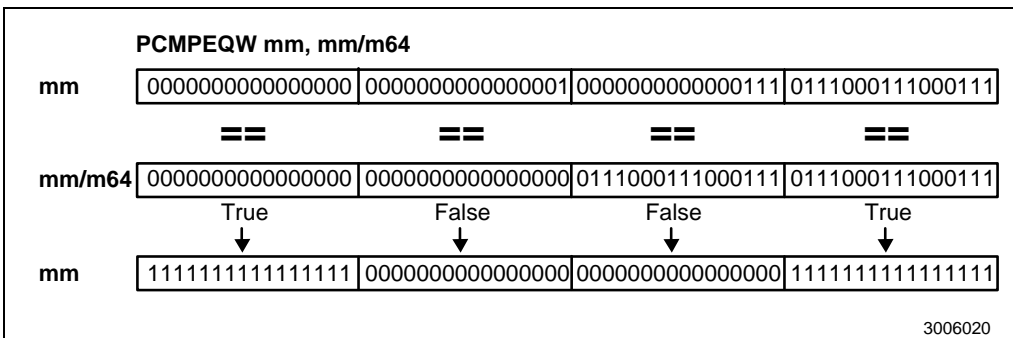 PCMPEQW mm, mm/m64
mm 0000000000000000 0000000000000001 0000000000000111 0111000111000111
== == == ==
mm/m64 0000000000000000 0000000000000000 0111000111000111 0111000111000111
True False False True
mm 1111111111111111 0000000000000000 0000000000000000 1111111111111111
3006020